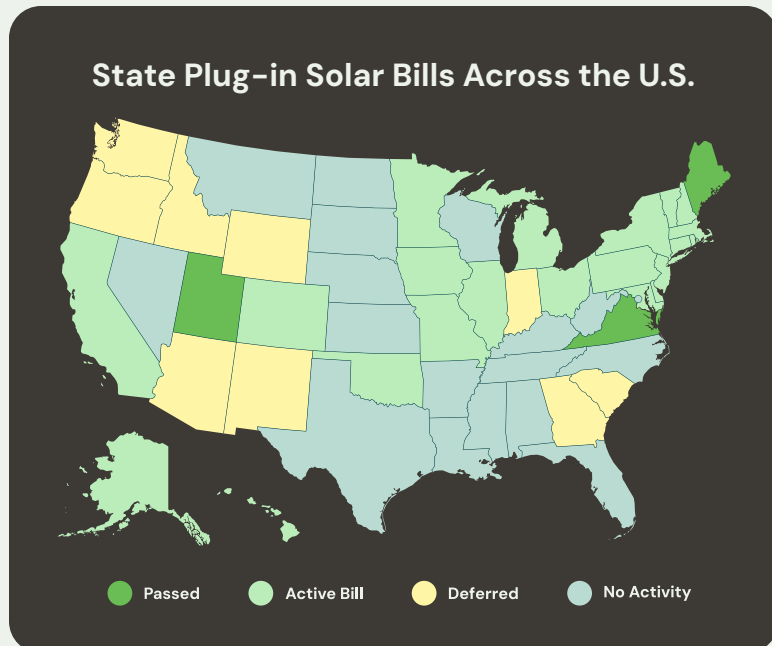 State Plug-in Solar Bills Across the U.S.
Passed
Active Bill
Deferred
No Activity